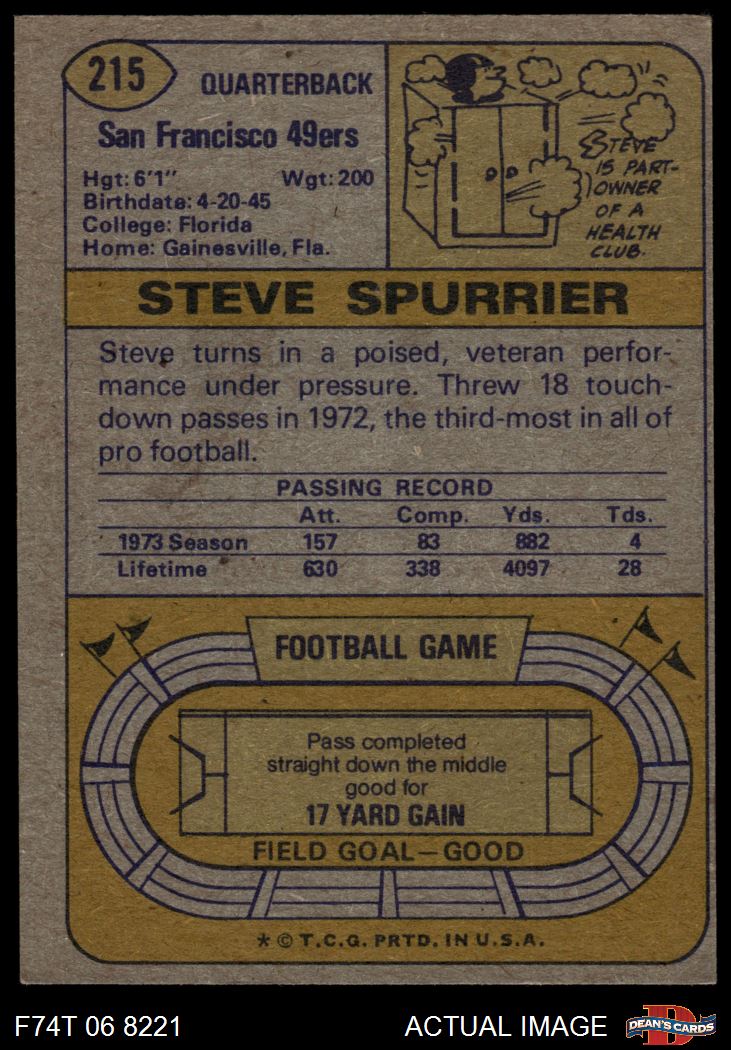 215
QUARTERBACK
San Francisco 49ers
Hgt: 6'1" Wgt: 200
Birthdate: 4-20-45
College: Florida
Home: Gainesville, Fla.
STEVE
IS PART-
OWNER
OF A
HEALTH
CLUB.
STEVE SPURRIER
Steve turns in a poised, veteran perfor-
mance under pressure. Threw 18 touch-
down passes in 1972, the third-most in all of
pro football.
PASSING RECORD
Att. Comp. Yds. Tds.
1973 Season 157 83 882 4
Lifetime 630 338 4097 28
FOOTBALL GAME
Pass completed
straight down the middle
good for
17 YARD GAIN
FIELD GOAL—GOOD
* © T.C.G. PRTD. IN U.S.A.
F74T 06 8221 ACTUAL IMAGE
D
DEAN'S CARDS